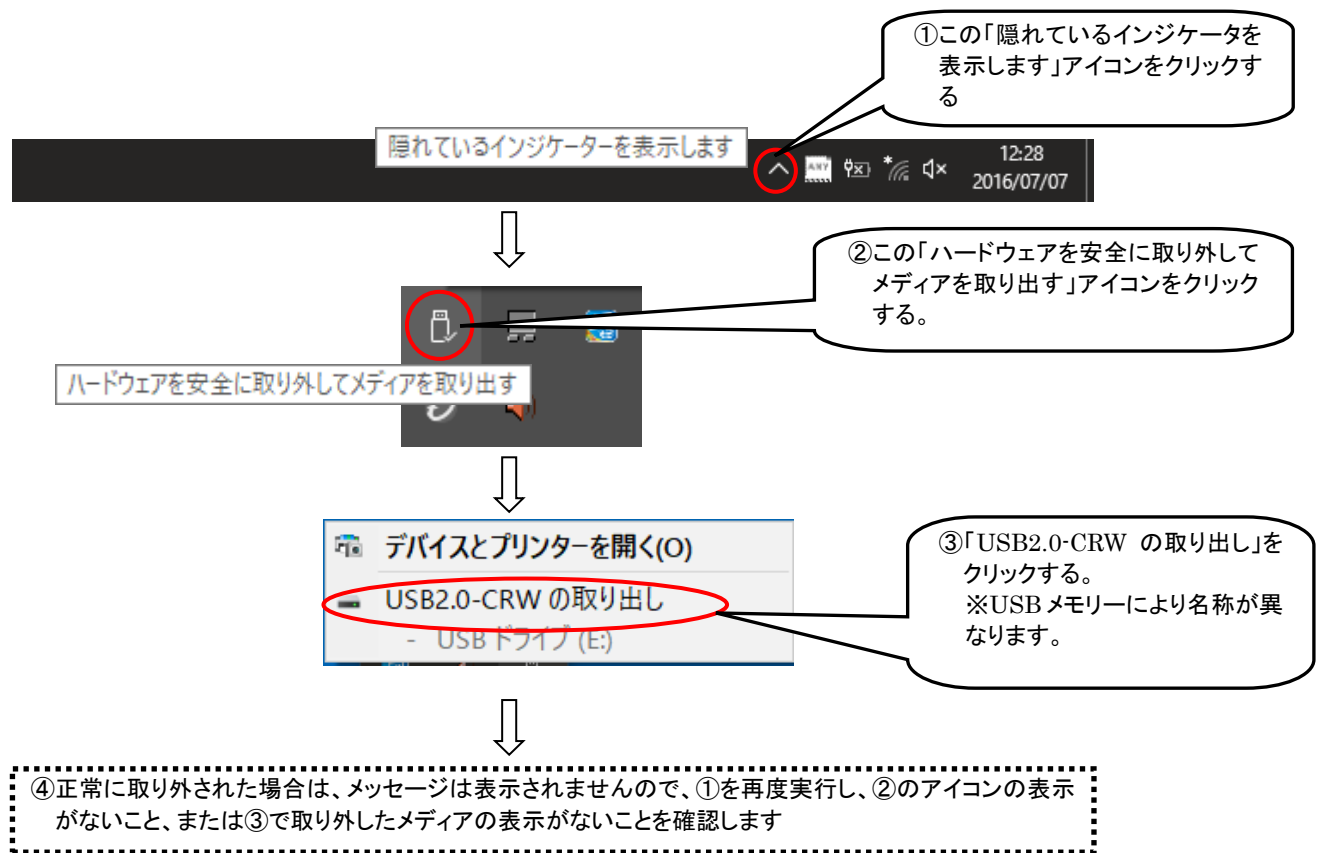 ①この「隠れているインジケータを
表示します」アイコンをクリックす
る
隠れているインジケーターを表示します
ANY
12:28
2016/07/07
②この「ハードウェアを安全に取り外して
メディアを取り出す」アイコンをクリック
する。
ハードウェアを安全に取り外してメディアを取り出す
デバイスとプリンターを開く(O)
USB2.0-CRW の取り出し
- USB ドライブ (E:)
③「USB2.0-CRW の取り出し」を
クリックする。
※USBメモリーにより名称が異
なります。
④正常に取り外された場合は、メッセージは表示されませんので、①を再度実行し、②のアイコンの表示
がないこと、または③で取り外したメディアの表示がないことを確認します